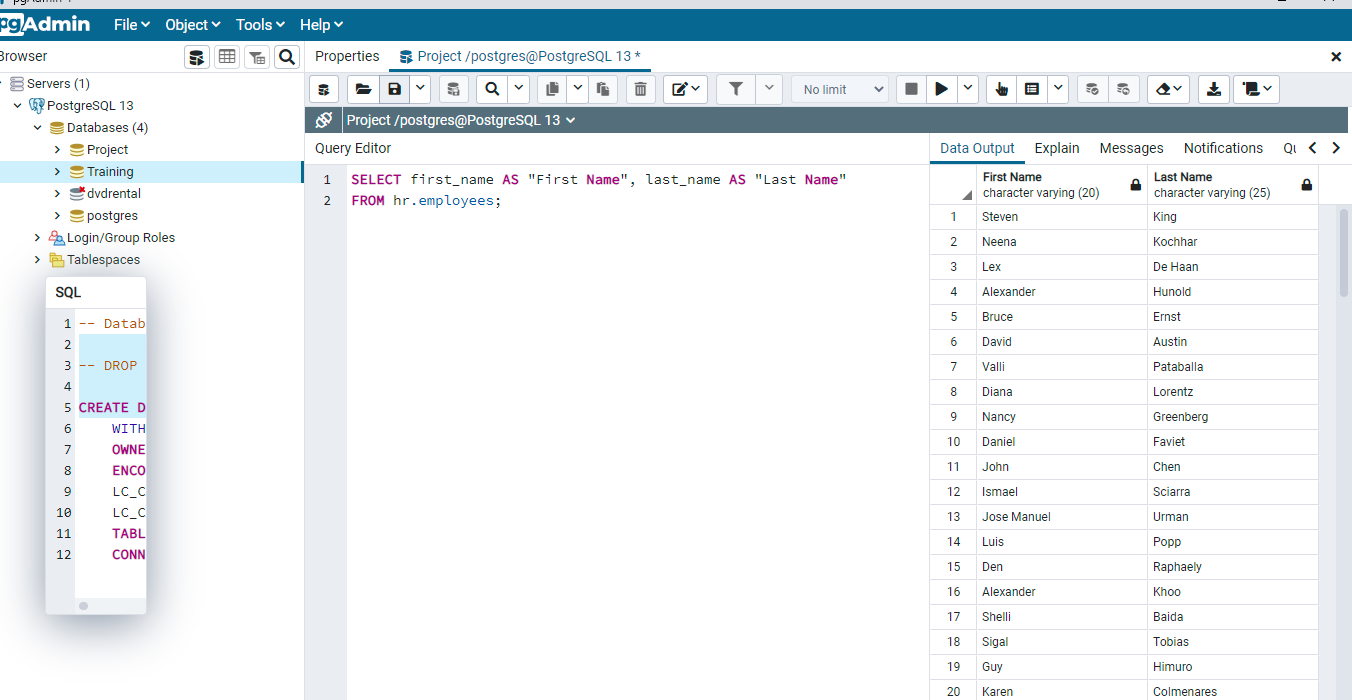 pgAdmin File Object Tools Help
Browser
Properties Project /postgres@PostgreSQL 13 *
Servers (1)
PostgreSQL 13
Databases (4)
Project
Training
dvdrental
postgres
Login/Group Roles
Tablespaces
SQL
1 -- Datab
2
3 -- DROP
4
5 CREATE D
6 WITH
7 OWNE
8 ENCO
9 LC_C
10 LC_C
11 TABL
12 CONN
No limit
Project /postgres@PostgreSQL 13
Query Editor
1 SELECT first_name AS "First Name", last_name AS "Last Name"
2 FROM hr.employees;
Data Output Explain Messages Notifications Qu
First Name Last Name
character varying (20) character varying (25)
1 Steven King
2 Neena Kochhar
3 Lex De Haan
4 Alexander Hunold
5 Bruce Ernst
6 David Austin
7 Valli Pataballa
8 Diana Lorentz
9 Nancy Greenberg
10 Daniel Faviet
11 John Chen
12 Ismael Sciarra
13 Jose Manuel Urman
14 Luis Popp
15 Den Raphaely
16 Alexander Khoo
17 Shelli Baida
18 Sigal Tobias
19 Guy Himuro
20 Karen Colmenares